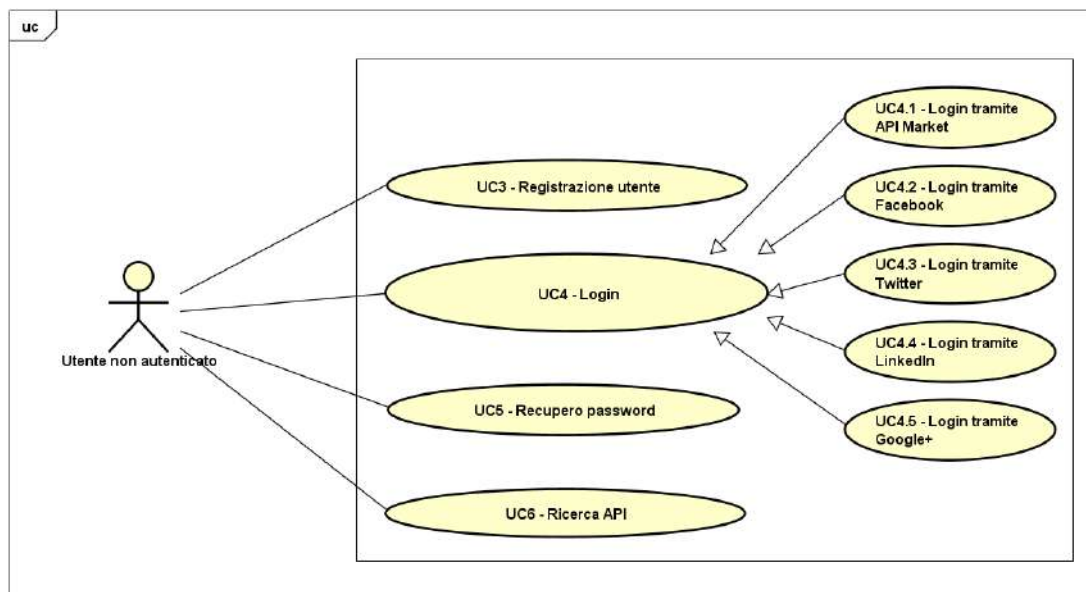 uc
UC4.1 - Login tramite
API Market
UC3 - Registrazione utente
UC4.2 - Login tramite
Facebook
UC4 - Login
UC4.3 - Login tramite
Twitter
Utente non autenticato
UC4.4 - Login tramite
LinkedIn
UC5 - Recupero password
UC4.5 - Login tramite
Google+
UC6 - Ricerca API